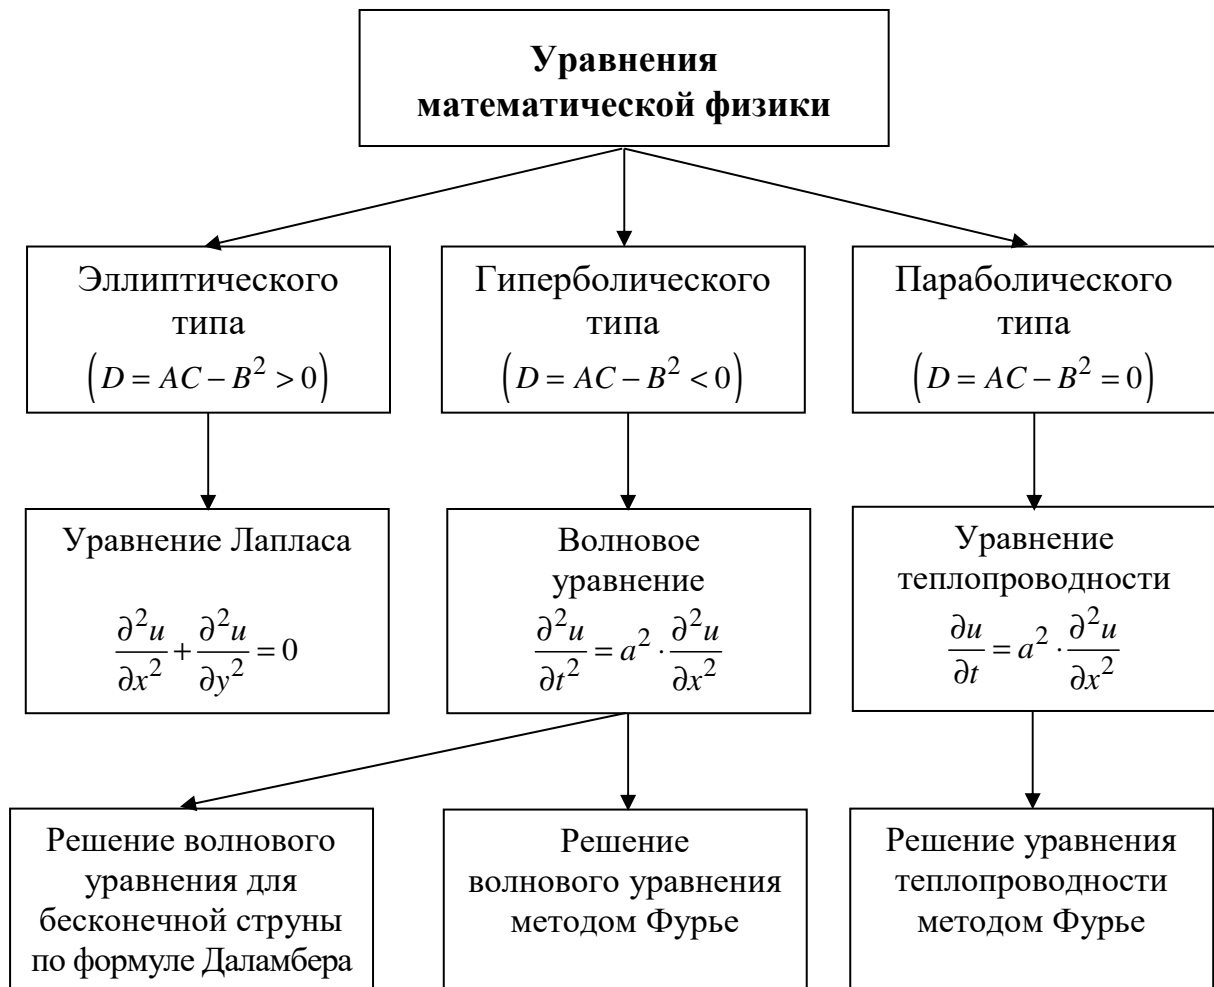 Уравнения
математической физики
Эллиптического
типа
(D = AC − B² > 0)
Гиперболического
типа
(D = AC − B² < 0)
Параболического
типа
(D = AC − B² = 0)
Уравнение Лапласа
∂²u/∂x² + ∂²u/∂y² = 0
Волновое
уравнение
∂²u/∂t² = a² · ∂²u/∂x²
Уравнение
теплопроводности
∂u/∂t = a² · ∂²u/∂x²
Решение волнового
уравнения для
бесконечной струны
по формуле Даламбера
Решение
волнового уравнения
методом Фурье
Решение уравнения
теплопроводности
методом Фурье